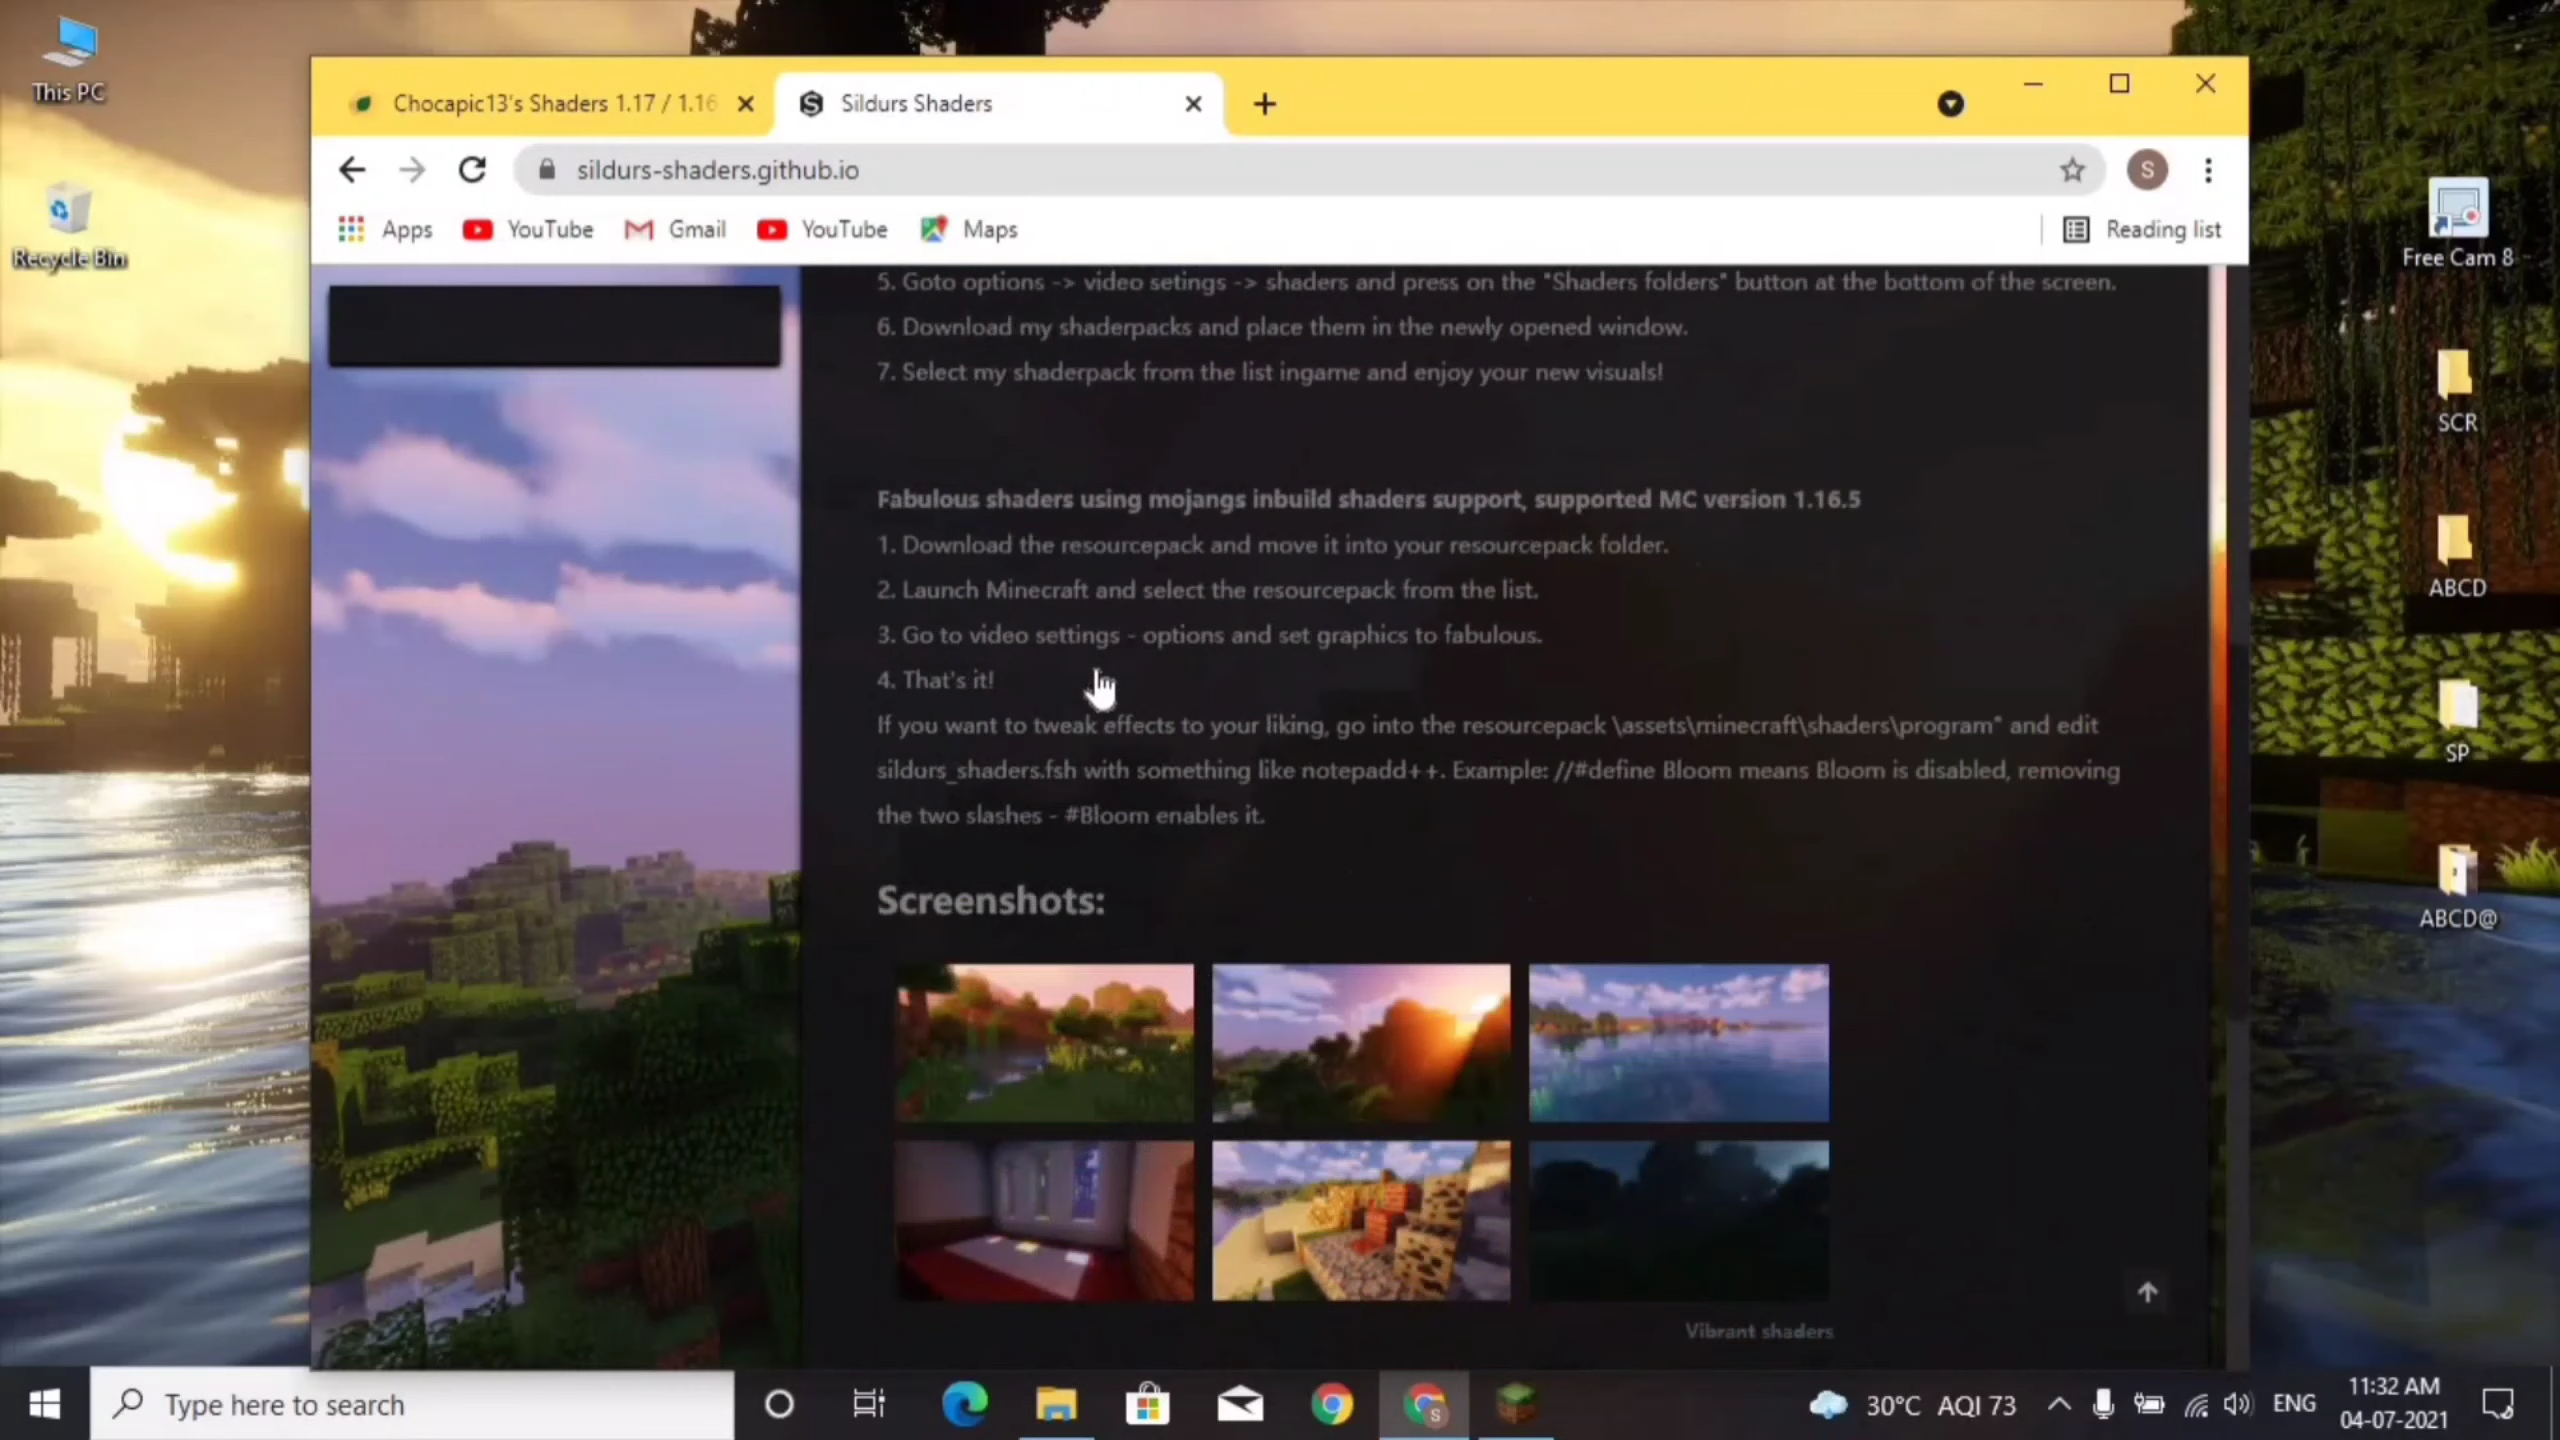 This PC
Recycle Bin
Chocapic13's Shaders 1.17 / 1.16
Sildurs Shaders
sildurs-shaders.github.io
S
Apps
YouTube
Gmail
YouTube
Maps
Reading list
5. Goto options -> video setings -> shaders and press on the "Shaders folders" button at the bottom of the screen.
6. Download my shaderpacks and place them in the newly opened window.
7. Select my shaderpack from the list ingame and enjoy your new visuals!
Fabulous shaders using mojangs inbuild shaders support, supported MC version 1.16.5
1. Download the resourcepack and move it into your resourcepack folder.
2. Launch Minecraft and select the resourcepack from the list.
3. Go to video settings - options and set graphics to fabulous.
4. That's it!
If you want to tweak effects to your liking, go into the resourcepack \assets\minecraft\shaders\program" and edit
sildurs_shaders.fsh with something like notepadd++. Example: //#define Bloom means Bloom is disabled, removing
the two slashes - #Bloom enables it.
Screenshots:
Vibrant shaders
Free Cam 8
SCR
ABCD
SP
ABCD@
Type here to search
S
30°C AQI 73
ENG
11:32 AM
04-07-2021